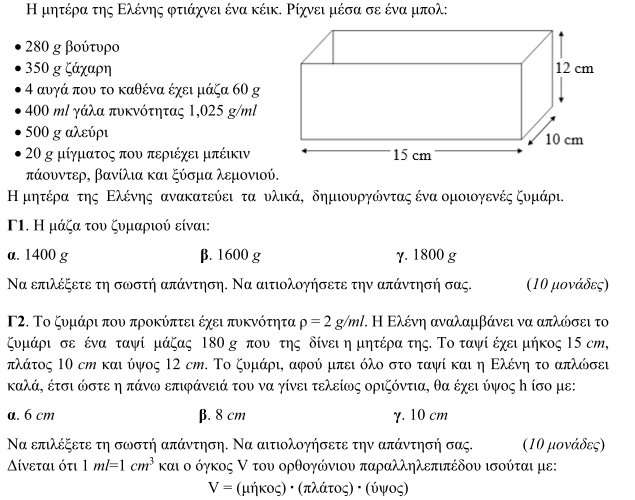 Η μητέρα της Ελένης φτιάχνει ένα κέικ. Ρίχνει μέσα σε ένα μπολ:
• 280 g βούτυρο
• 350 g ζάχαρη
• 4 αυγά που το καθένα έχει μάζα 60 g
• 400 ml γάλα πυκνότητας 1,025 g/ml
• 500 g αλεύρι
• 20 g μίγματος που περιέχει μπέικιν
πάουντερ, βανίλια και ξύσμα λεμονιού.
12 cm
10 cm
15 cm
Η μητέρα της Ελένης ανακατεύει τα υλικά, δημιουργώντας ένα ομοιογενές ζυμάρι.
Γ1. Η μάζα του ζυμαριού είναι:
α. 1400 g β. 1600 g γ. 1800 g
Να επιλέξετε τη σωστή απάντηση. Να αιτιολογήσετε την απάντησή σας. (10 μονάδες)
Γ2. Το ζυμάρι που προκύπτει έχει πυκνότητα ρ = 2 g/ml. Η Ελένη αναλαμβάνει να απλώσει το
ζυμάρι σε ένα ταψί μάζας 180 g που της δίνει η μητέρα της. Το ταψί έχει μήκος 15 cm,
πλάτος 10 cm και ύψος 12 cm. Το ζυμάρι, αφού μπει όλο στο ταψί και η Ελένη το απλώσει
καλά, έτσι ώστε η πάνω επιφάνειά του να γίνει τελείως οριζόντια, θα έχει ύψος h ίσο με:
α. 6 cm β. 8 cm γ. 10 cm
Να επιλέξετε τη σωστή απάντηση. Να αιτιολογήσετε την απάντησή σας. (10 μονάδες)
Δίνεται ότι 1 ml=1 cm³ και ο όγκος V του ορθογώνιου παραλληλεπιπέδου ισούται με:
V = (μήκος) · (πλάτος) · (ύψος)